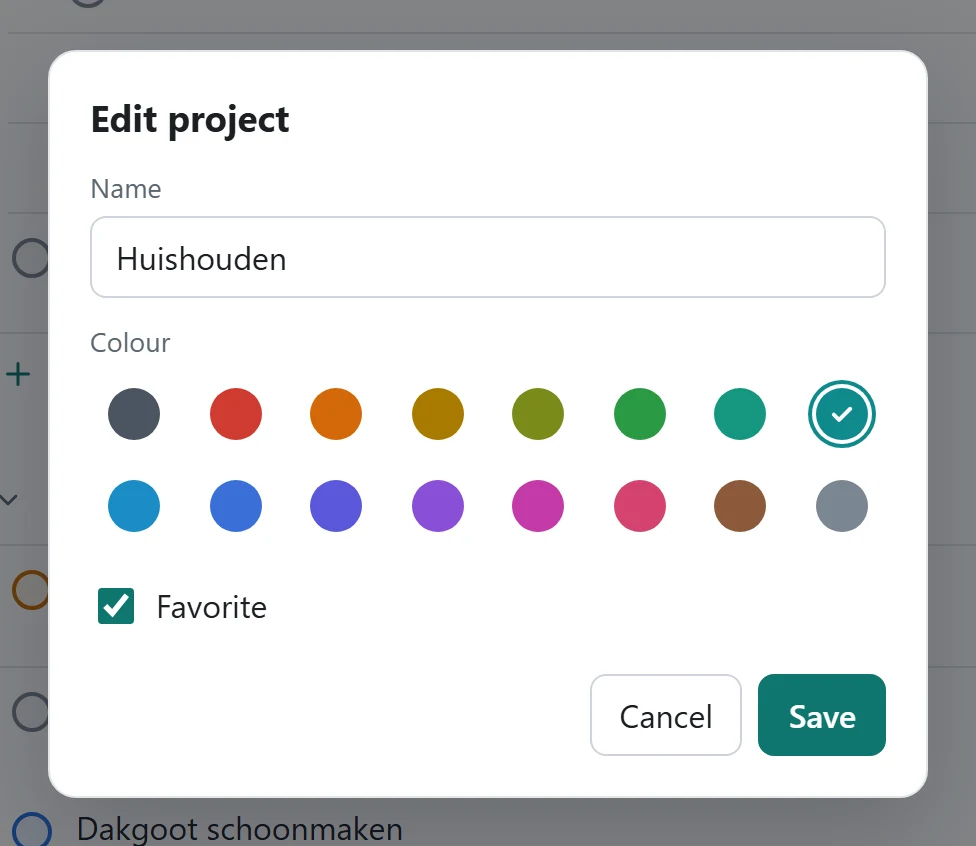 Edit project
Name
Huishouden
Colour
Favorite
Cancel
Save
Dakgoot schoonmaken